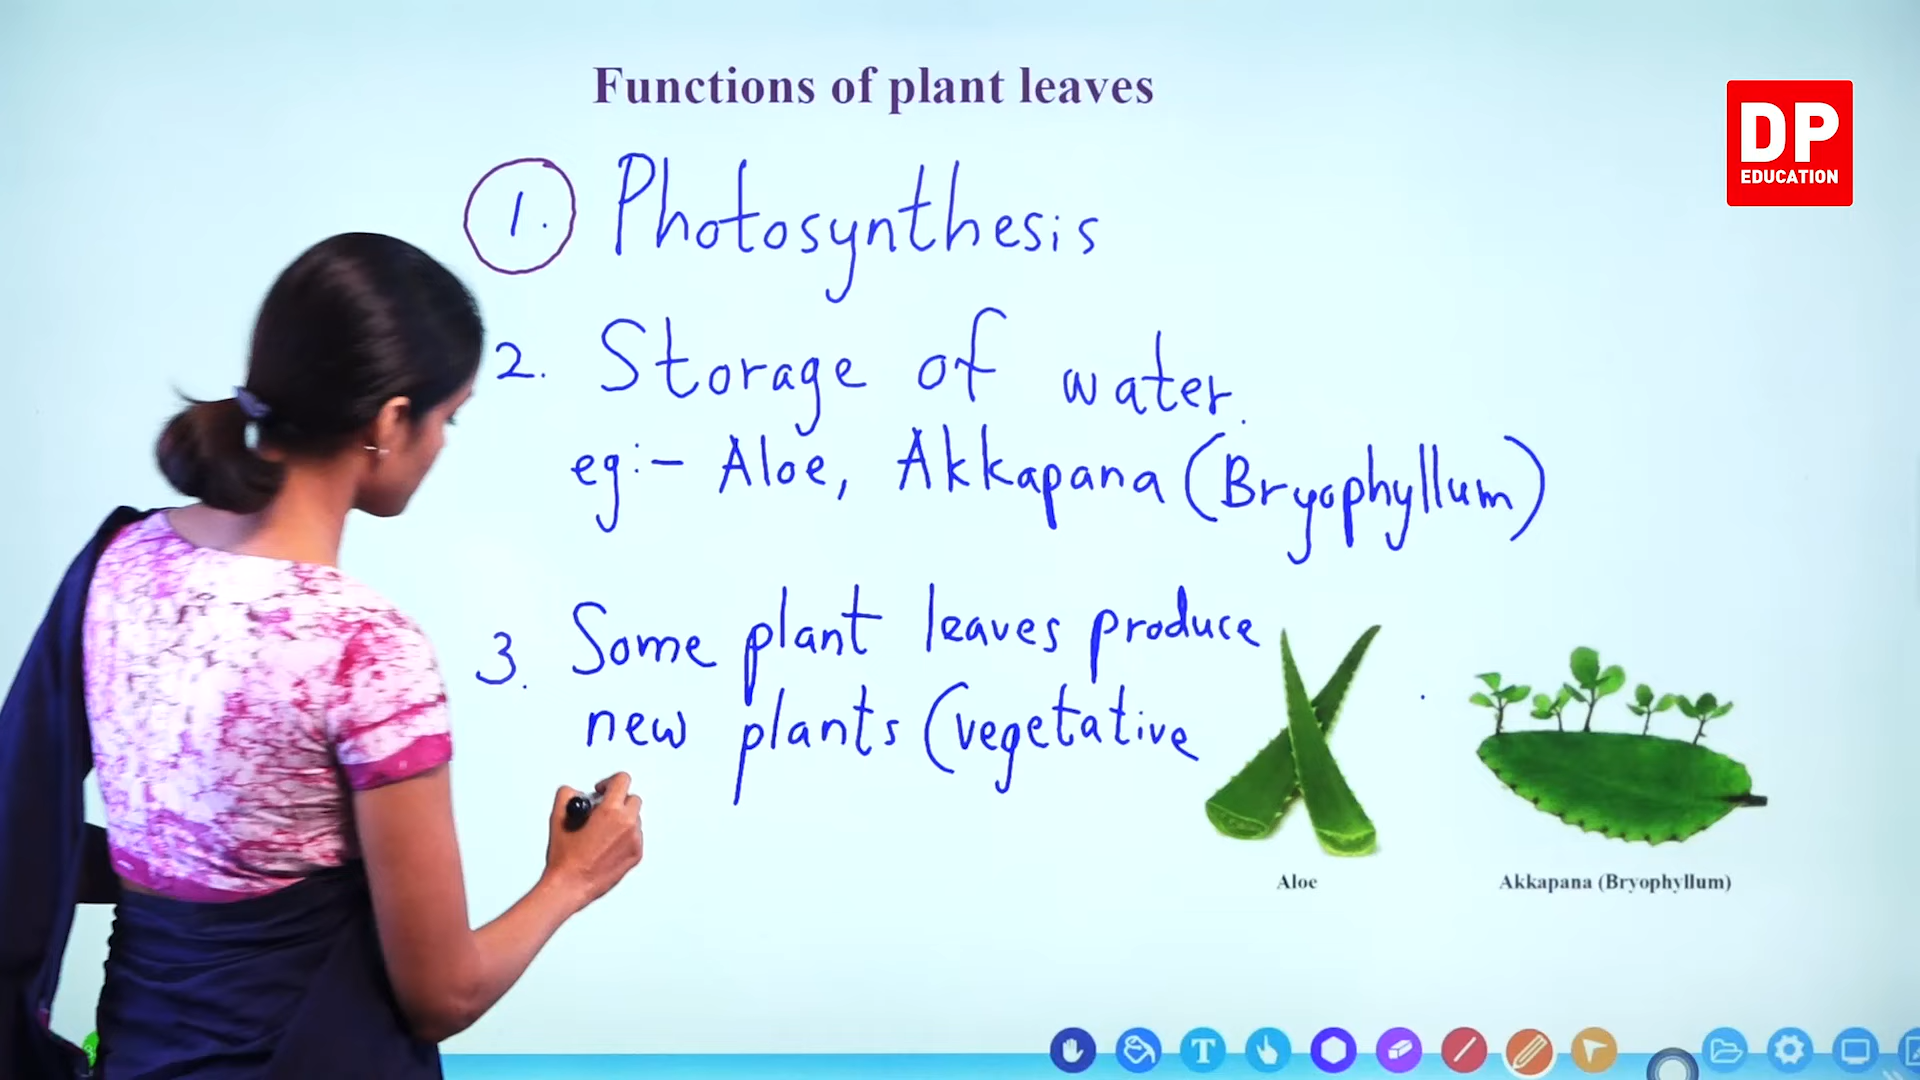 Functions of plant leaves
DP
EDUCATION
1. Photosynthesis
2. Storage of water.
eg:- Aloe, Akkapana (Bryophyllum)
3. Some plant leaves produce
new plants (vegetative
Aloe
Akkapana (Bryophyllum)
T